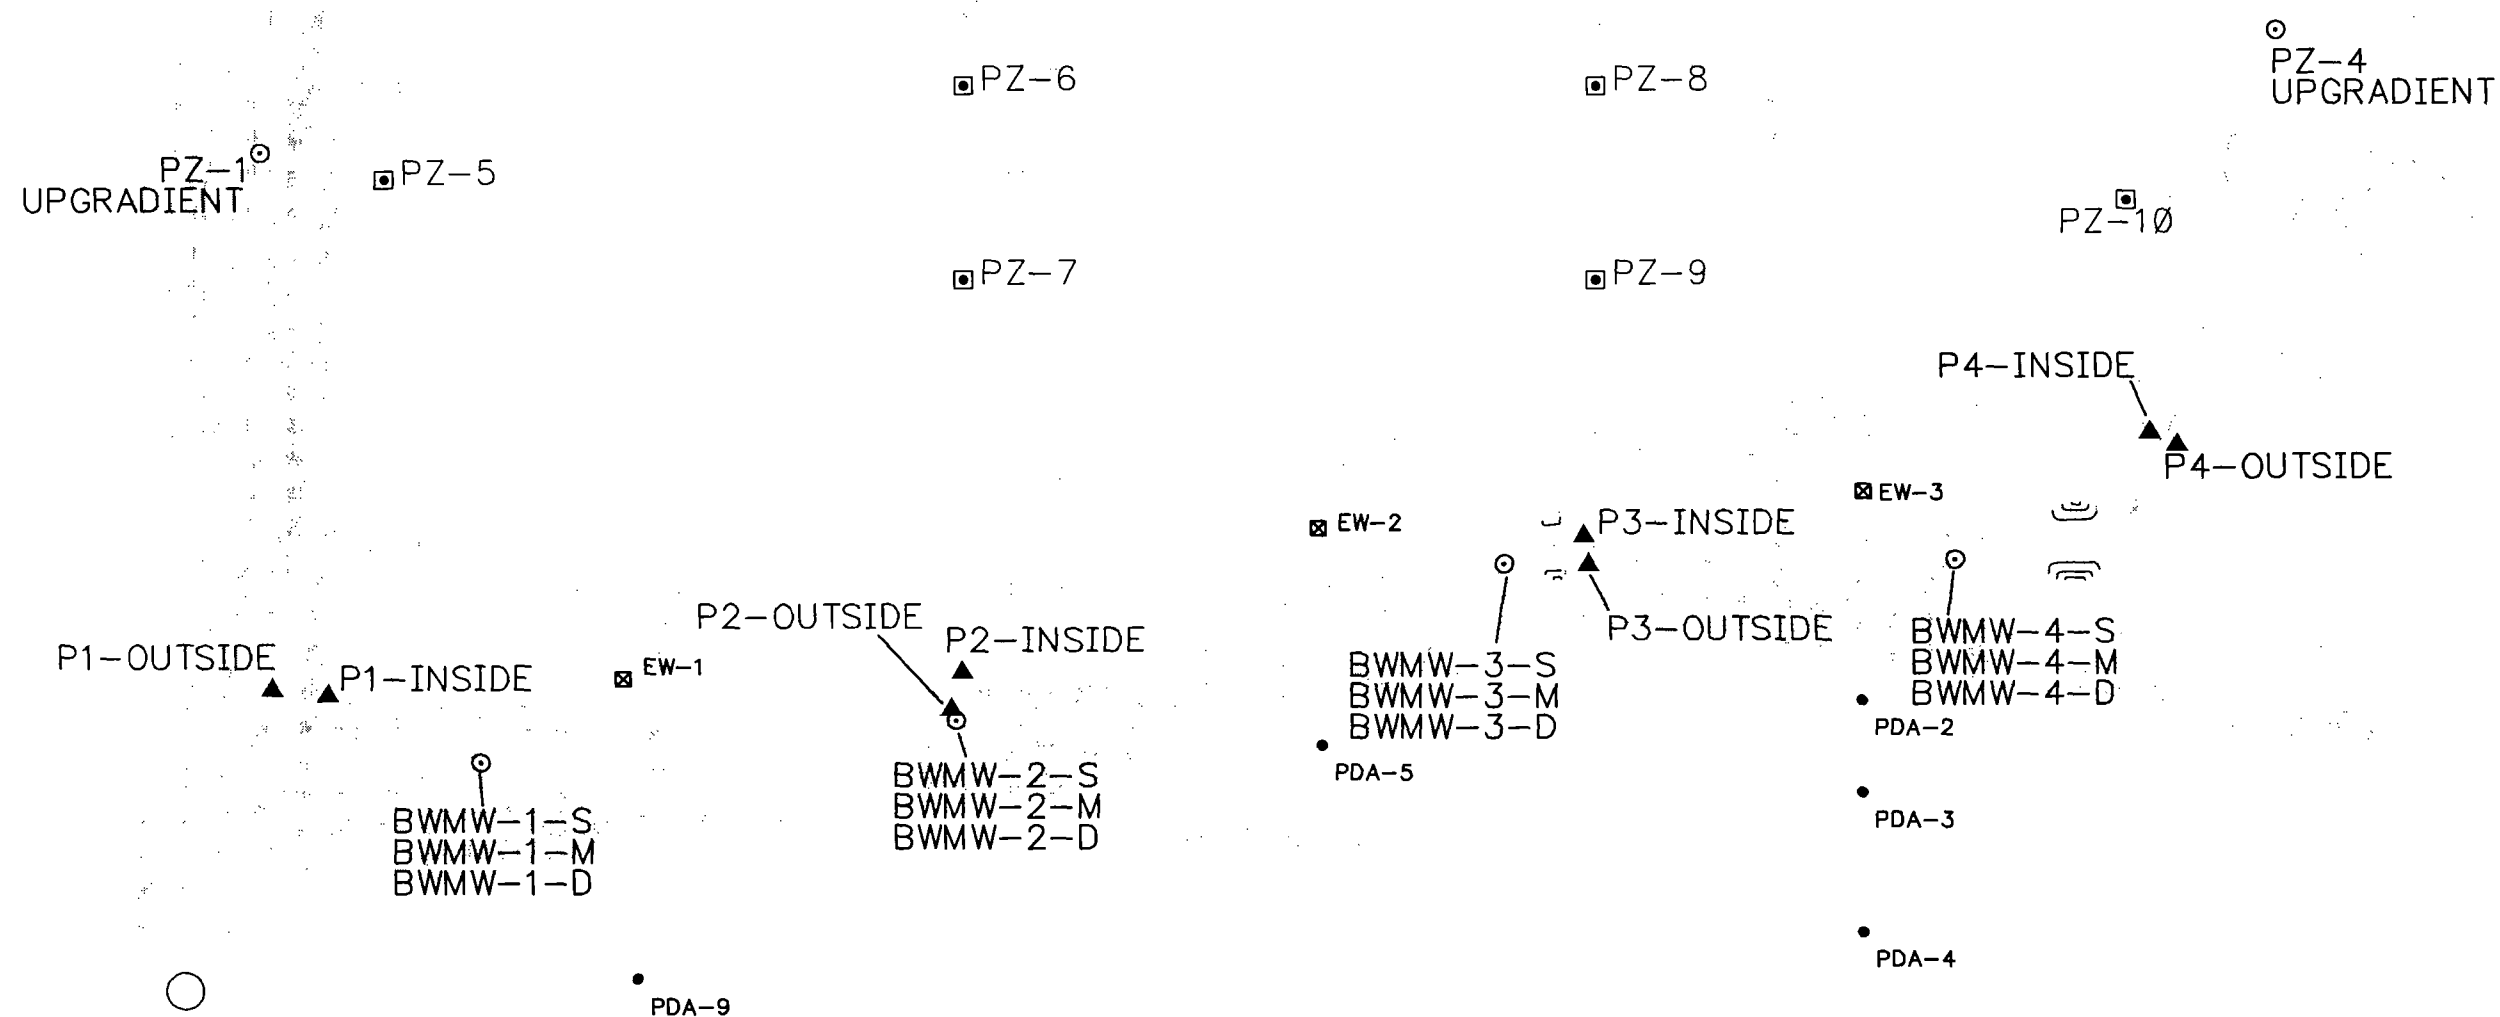 PZ-4
UPGRADIENT
PZ-6
PZ-8
PZ-1
UPGRADIENT
PZ-5
PZ-10
PZ-7
PZ-9
P4-INSIDE
P4-OUTSIDE
EW-3
EW-2
P3-INSIDE
P3-OUTSIDE
P2-OUTSIDE
P2-INSIDE
P1-OUTSIDE
P1-INSIDE
EW-1
BWMW-4-S
BWMW-4-M
BWMW-4-D
BWMW-3-S
BWMW-3-M
BWMW-3-D
PDA-2
PDA-5
BWMW-2-S
BWMW-2-M
BWMW-2-D
BWMW-1-S
BWMW-1-M
BWMW-1-D
PDA-3
PDA-4
PDA-9